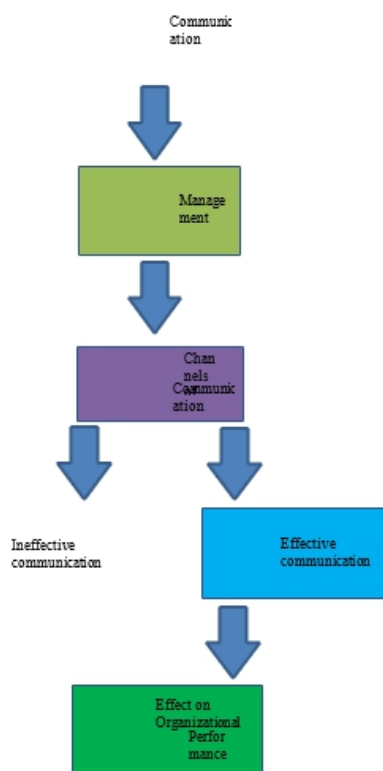 Communic
ation
Manage
ment
Chan
nels
Communic
ation
Ineffective
communication
Effective
communication
Effect on
Organizational
Perfor
mance